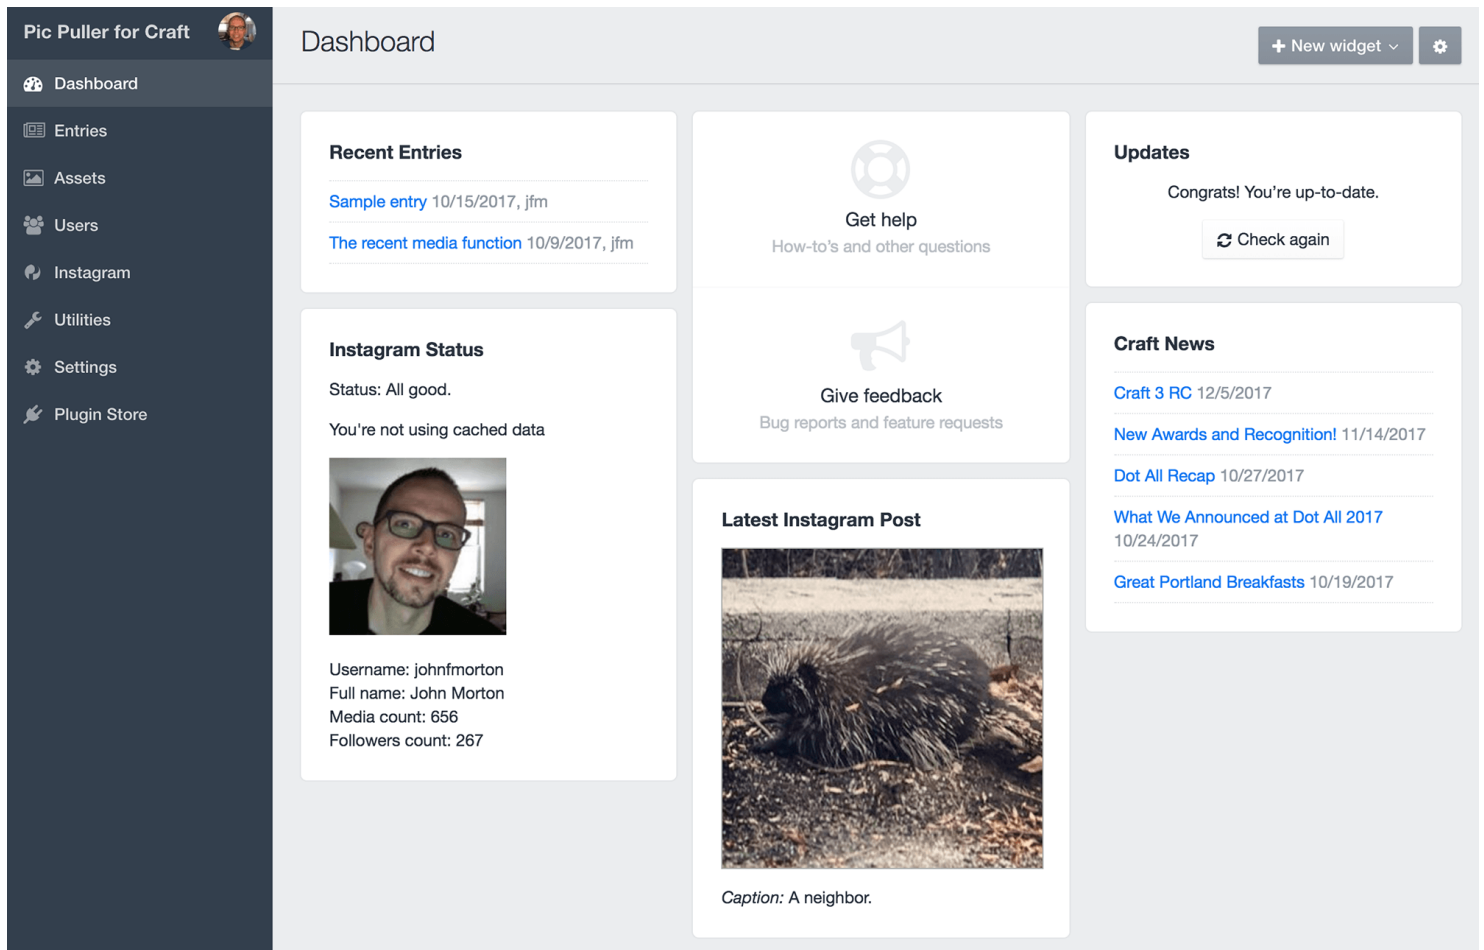 Pic Puller for Craft
Dashboard
Entries
Assets
Users
Instagram
Utilities
Settings
Plugin Store
Dashboard
New widget
Recent Entries
Sample entry 10/15/2017, jfm
The recent media function 10/9/2017, jfm
Instagram Status
Status: All good.
You're not using cached data
Username: johnfmorton
Full name: John Morton
Media count: 656
Followers count: 267
Get help
How-to’s and other questions
Give feedback
Bug reports and feature requests
Latest Instagram Post
Caption: A neighbor.
Updates
Congrats! You’re up-to-date.
Check again
Craft News
Craft 3 RC 12/5/2017
New Awards and Recognition! 11/14/2017
Dot All Recap 10/27/2017
What We Announced at Dot All 2017
10/24/2017
Great Portland Breakfasts 10/19/2017